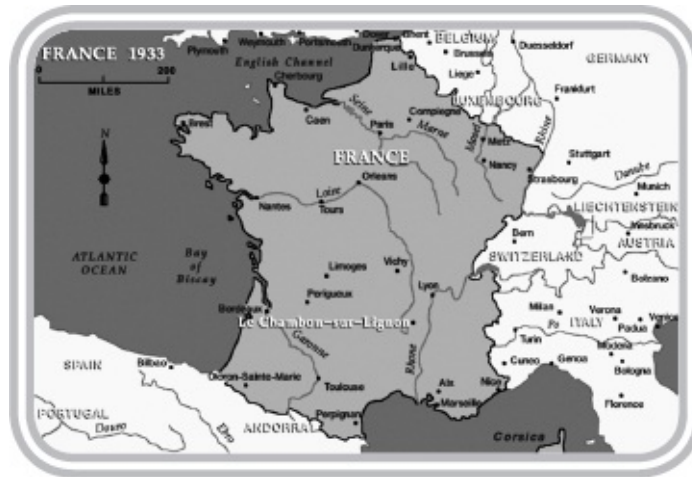 FRANCE 1933
0 200
MILES
N
Plymouth
Weymouth
Portsmouth
Dover
Dunkerque
Ghent
BELGIUM
Brussels
Duesseldorf
GERMANY
English Channel
Cherbourg
Lille
Liege
LUXEMBOURG
Frankfurt
Brest
Caen
Seine
Compiegne
Paris
Marne
Mosel
Metz
Rhine
FRANCE
Nancy
Stuttgart
Strasbourg
Danube
Munich
Orleans
Loire
Nantes
Tours
LIECHTENSTEIN
Bern
Innsbruck
AUSTRIA
SWITZERLAND
ATLANTIC
OCEAN
Bay
of
Biscay
Limoges
Vichy
Lyon
Bolzano
Perigueux
Milan
Verona
Venice
Bordeaux
Le Chambon-sur-Lignon
Po
ITALY
Padua
Turin
Garonne
Rhone
Cuneo
Genoa
Modena
Bologna
SPAIN
Bilbao
Oloron-Sainte-Marie
Toulouse
Aix
Nice
Marseille
Florence
PORTUGAL
Douro
Ebro
ANDORRA
Perpignan
Corsica